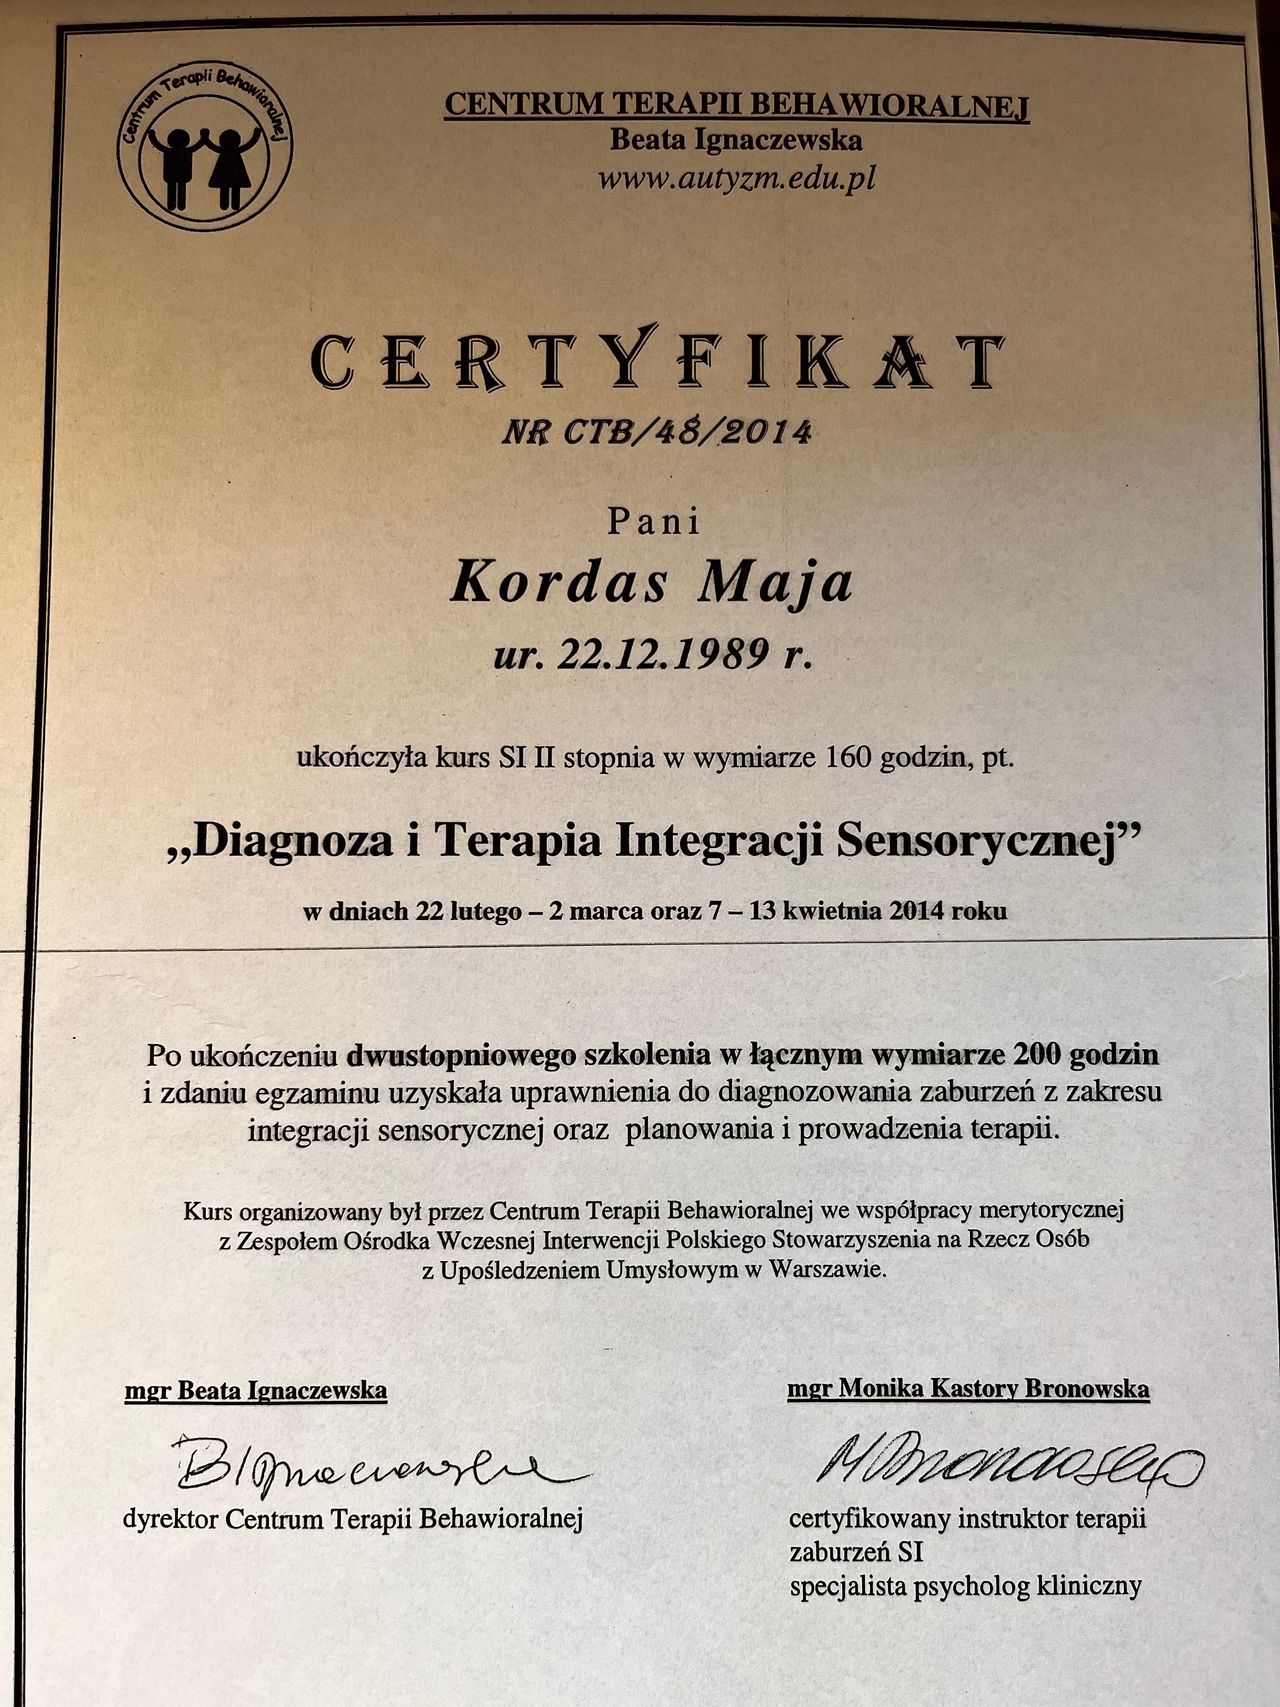 Centrum Terapii Behawioralnej
CENTRUM TERAPII BEHAWIORALNEJ
Beata Ignaczewska
www.autyzm.edu.pl
CERTYFIKAT
NR CTB/48/2014
Pani
Kordas Maja
ur. 22.12.1989 r.
ukończyła kurs SI II stopnia w wymiarze 160 godzin, pt.
„Diagnoza i Terapia Integracji Sensorycznej”
w dniach 22 lutego – 2 marca oraz 7 – 13 kwietnia 2014 roku
Po ukończeniu dwustopniowego szkolenia w łącznym wymiarze 200 godzin
i zdaniu egzaminu uzyskała uprawnienia do diagnozowania zaburzeń z zakresu
integracji sensorycznej oraz planowania i prowadzenia terapii.
Kurs organizowany był przez Centrum Terapii Behawioralnej we współpracy merytorycznej
z Zespołem Ośrodka Wczesnej Interwencji Polskiego Stowarzyszenia na Rzecz Osób
z Upośledzeniem Umysłowym w Warszawie.
mgr Beata Ignaczewska
BIgnaczewska
dyrektor Centrum Terapii Behawioralnej
mgr Monika Kastory Bronowska
MBronowska
certyfikowany instruktor terapii
zaburzeń SI
specjalista psycholog kliniczny